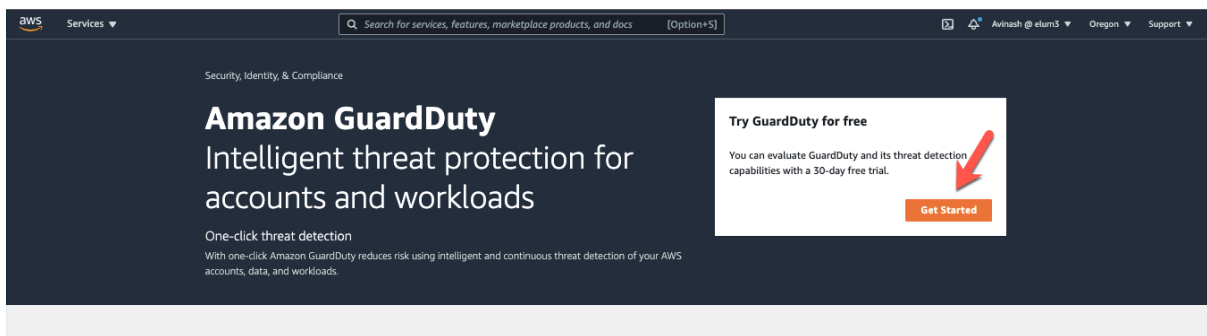 aws Services Search for services, features, marketplace products, and docs [Option+S] Avinash @ elum3 Oregon Support
Security, Identity, & Compliance
Amazon GuardDuty
Intelligent threat protection for
accounts and workloads
One-click threat detection
With one-click Amazon GuardDuty reduces risk using intelligent and continuous threat detection of your AWS
accounts, data, and workloads.
Try GuardDuty for free
You can evaluate GuardDuty and its threat detection
capabilities with a 30-day free trial.
Get Started